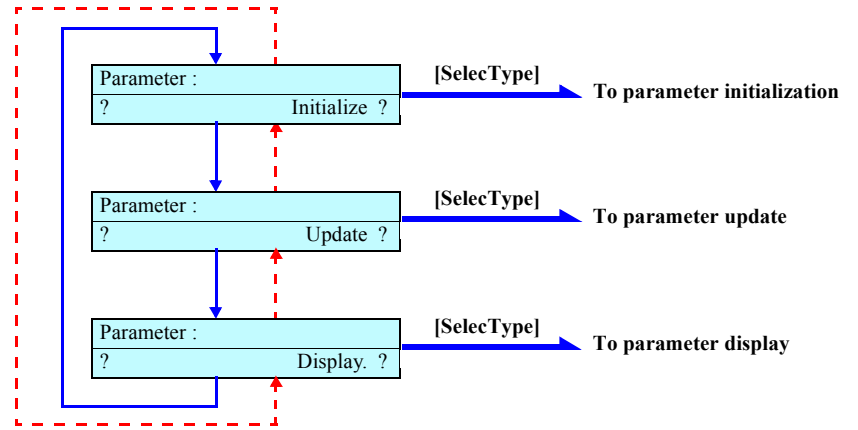 Parameter :
? Initialize ?
[SelecType]
To parameter initialization
Parameter :
? Update ?
[SelecType]
To parameter update
Parameter :
? Display. ?
[SelecType]
To parameter display